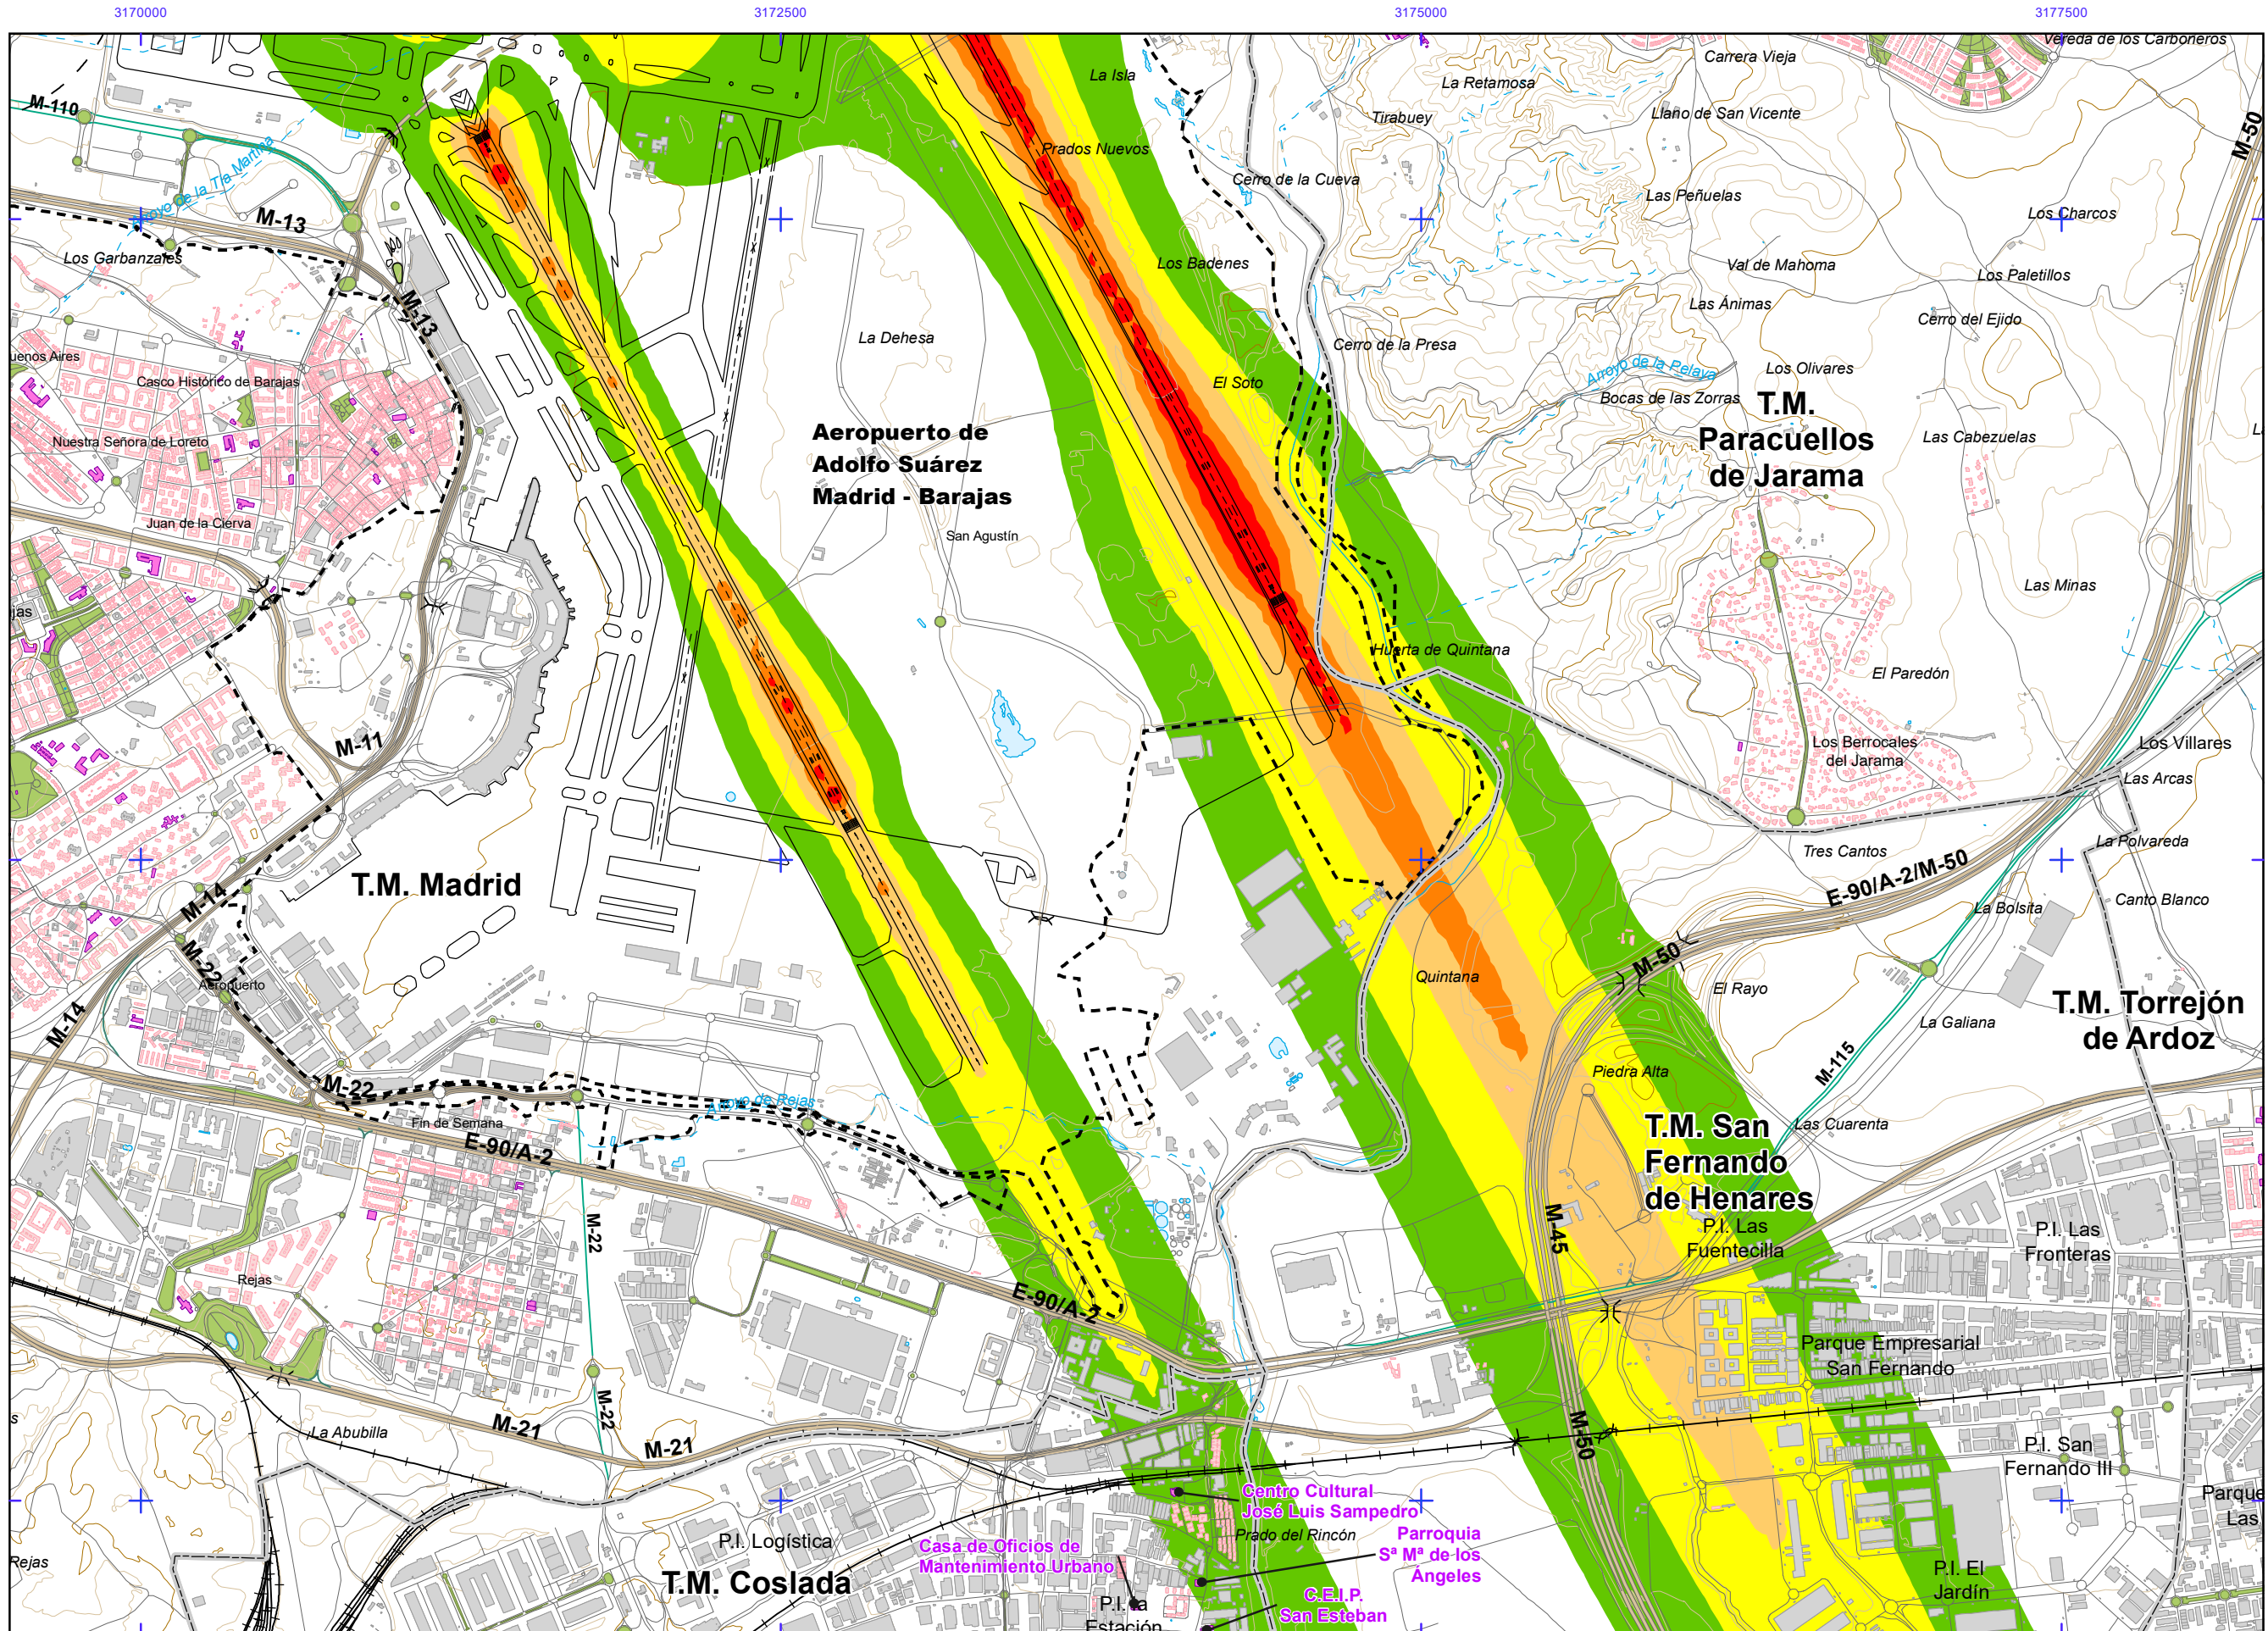 3170000
3172500
3175000
3177500
Vereda de los Carboneros
Carrera Vieja
La Isla
La Retamosa
M-110
Llano de San Vicente
Tirabuey
M-50
Prados Nuevos
Arroyo de la Tía Martina
Cerro de la Cueva
Las Peñuelas
M-13
Los Charcos
Los Garbanzales
Los Badenes
Val de Mahoma
Los Paletillos
M-13
Las Ánimas
Cerro del Ejido
La Dehesa
Cerro de la Presa
uenos Aires
Arroyo de la Pelaya
Los Olivares
Casco Histórico de Barajas
El Soto
Bocas de las Zorras
T.M.
Paracuellos
de Jarama
Aeropuerto de
Adolfo Suárez
Madrid - Barajas
Nuestra Señora de Loreto
Las Cabezuelas
Juan de la Cierva
San Agustín
Las Minas
jas
Huerta de Quintana
El Paredón
M-11
Los Berrocales
del Jarama
Los Villares
Las Arcas
La Polvareda
Tres Cantos
T.M. Madrid
E-90/A-2/M-50
M-14
Canto Blanco
La Bolsita
M-22
M-50
Quintana
Aeropuerto
El Rayo
T.M. Torrejón
de Ardoz
M-14
La Galiana
M-115
Piedra Alta
M-22
Arroyo de Rejas
Fin de Semana
T.M. San
Fernando
de Henares
Las Cuarenta
E-90/A-2
M-22
M-45
P.I. Las
Fuentecilla
P.I. Las
Fronteras
Rejas
E-90/A-2
Parque Empresarial
San Fernando
M-22
s
M-21
La Abubilla
M-21
M-50
P.I. San
Fernando III
Centro Cultural
José Luis Sampedro
Parque
Las
P.I. Logística
Prado del Rincón
Parroquia
Sª Mª de los
Ángeles
Casa de Oficios de
Mantenimiento Urbano
Rejas
T.M. Coslada
P.I. El
Jardín
C.E.I.P.
San Esteban
P.I. la
Estación